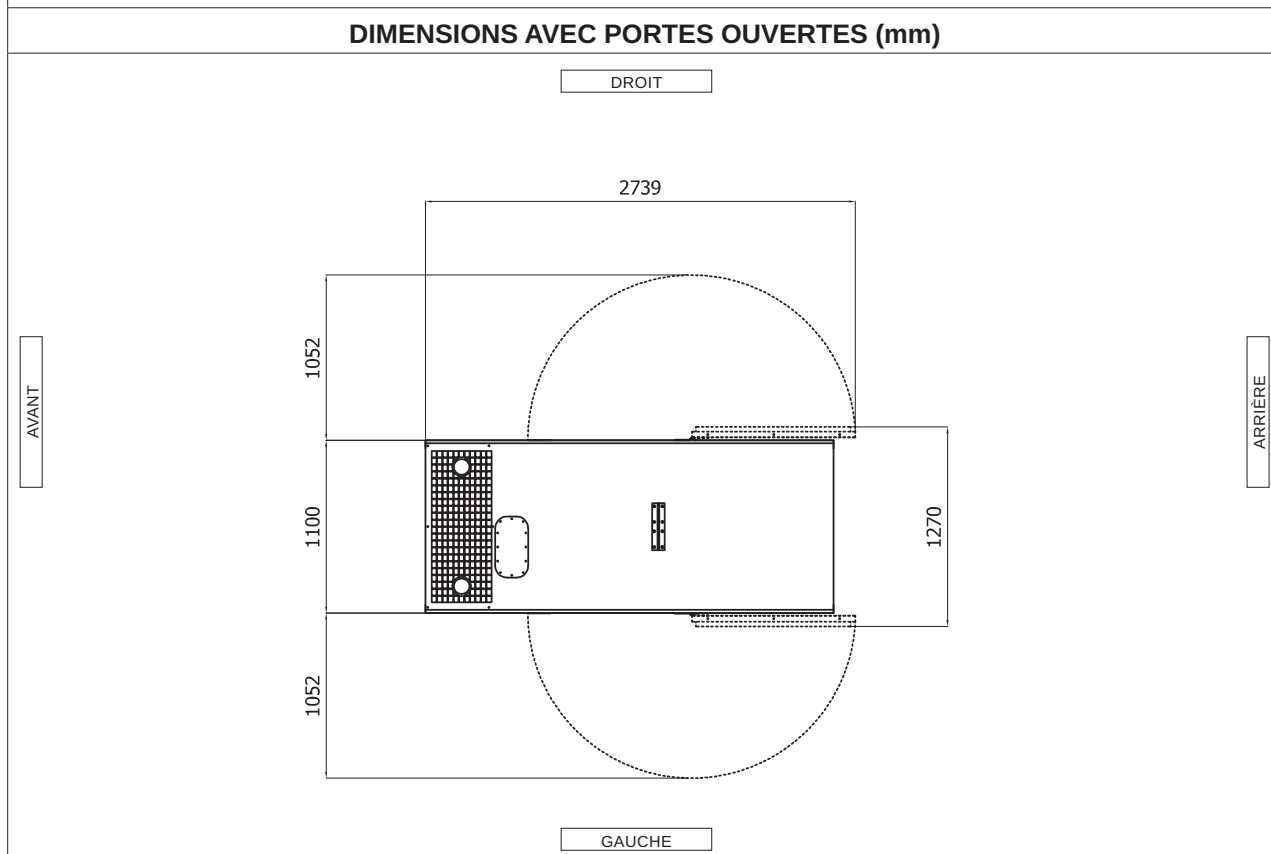 DIMENSIONS AVEC PORTES OUVERTES (mm)
DROIT
2739
1052
AVANT
ARRIÈRE
1100
1270
1052
GAUCHE